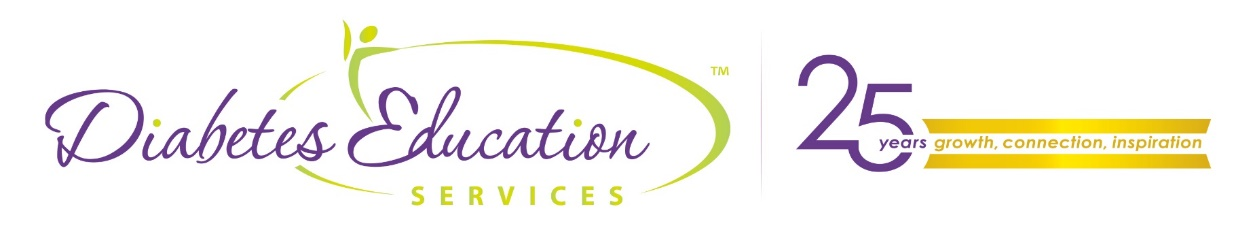 Diabetes Education
SERVICES
™
25
years growth, connection, inspiration